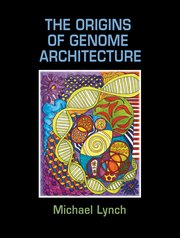 THE ORIGINS
OF GENOME
ARCHITECTURE
Michael Lynch